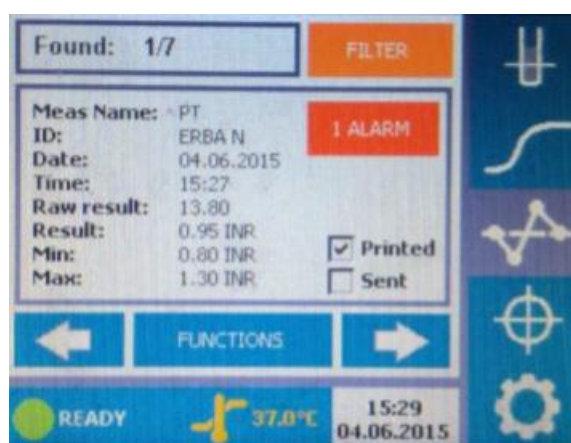 Found: 1/7
FILTER
Meas Name: PT
ID: ERBA N
1 ALARM
Date: 04.06.2015
Time: 15:27
Raw result: 13.80
Result: 0.95 INR
Min: 0.80 INR
Printed
Max: 1.30 INR
Sent
FUNCTIONS
READY
37.0°C
15:29
04.06.2015